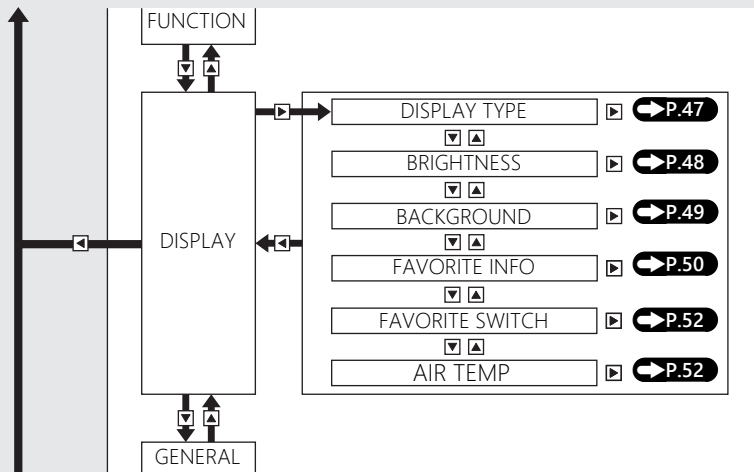 FUNCTION
DISPLAY
DISPLAY TYPE P.47
BRIGHTNESS P.48
BACKGROUND P.49
FAVORITE INFO P.50
FAVORITE SWITCH P.52
AIR TEMP P.52
GENERAL